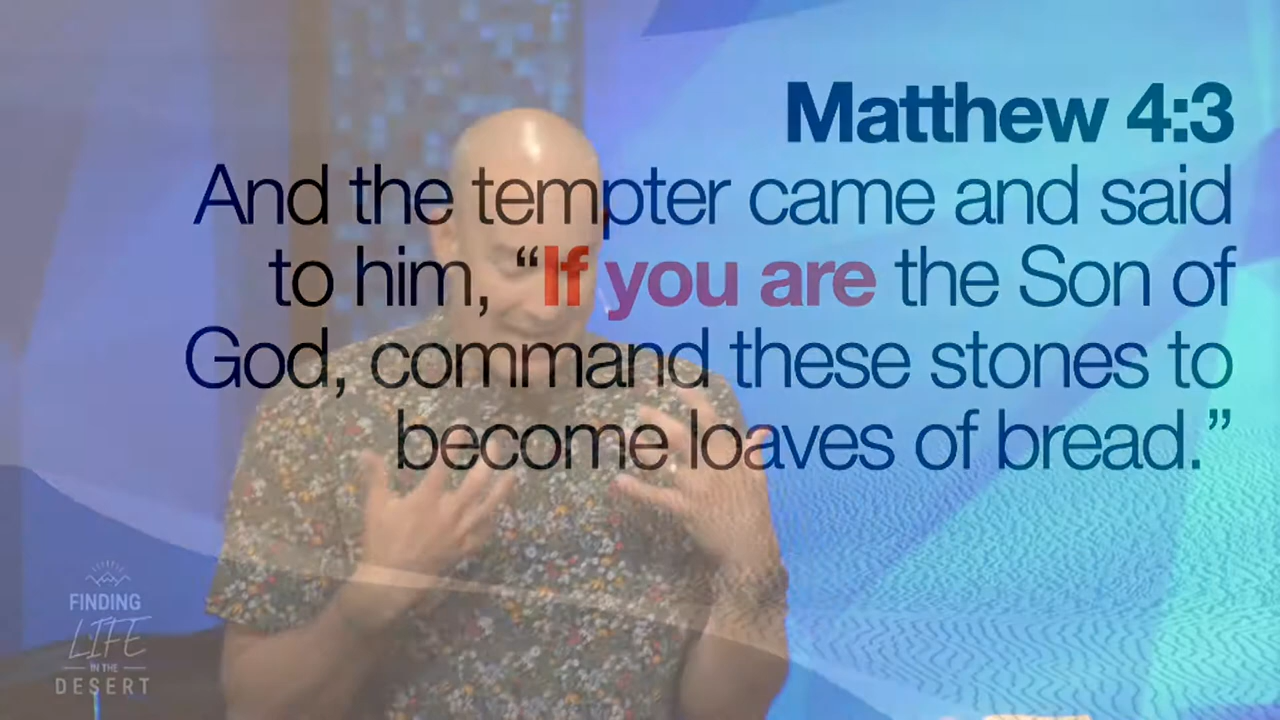 Matthew 4:3
And the tempter came and said
to him, “If you are the Son of
God, command these stones to
become loaves of bread.”
FINDING
LIFE
IN THE
DESERT